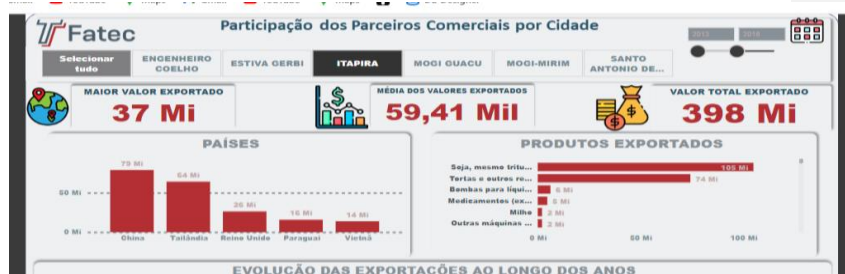 Fatec
Participação dos Parceiros Comerciais por Cidade
2013 2019
Selecionar tudo
ENGENHEIRO COELHO
ESTIVA GERBI
ITAPIRA
MOGI GUACU
MOGI-MIRIM
SANTO ANTONIO DE...
MAIOR VALOR EXPORTADO
37 Mi
MÉDIA DOS VALORES EXPORTADOS
59,41 Mil
VALOR TOTAL EXPORTADO
398 Mi
PAÍSES
75 Mi
64 Mi
26 Mi
16 Mi
14 Mi
50 Mi
0 Mi
China Tailândia Reino Unido Paraguai Vietnã
PRODUTOS EXPORTADOS
Soja, mesmo tritu... 105 Mi
Tortas e outros re... 74 Mi
Bombas para líqui... 6 Mi
Medicamentos (ex... 5 Mi
Milho 3 Mi
Outras máquinas ... 3 Mi
0 Mi 50 Mi 100 Mi
EVOLUÇÃO DAS EXPORTAÇÕES AO LONGO DOS ANOS